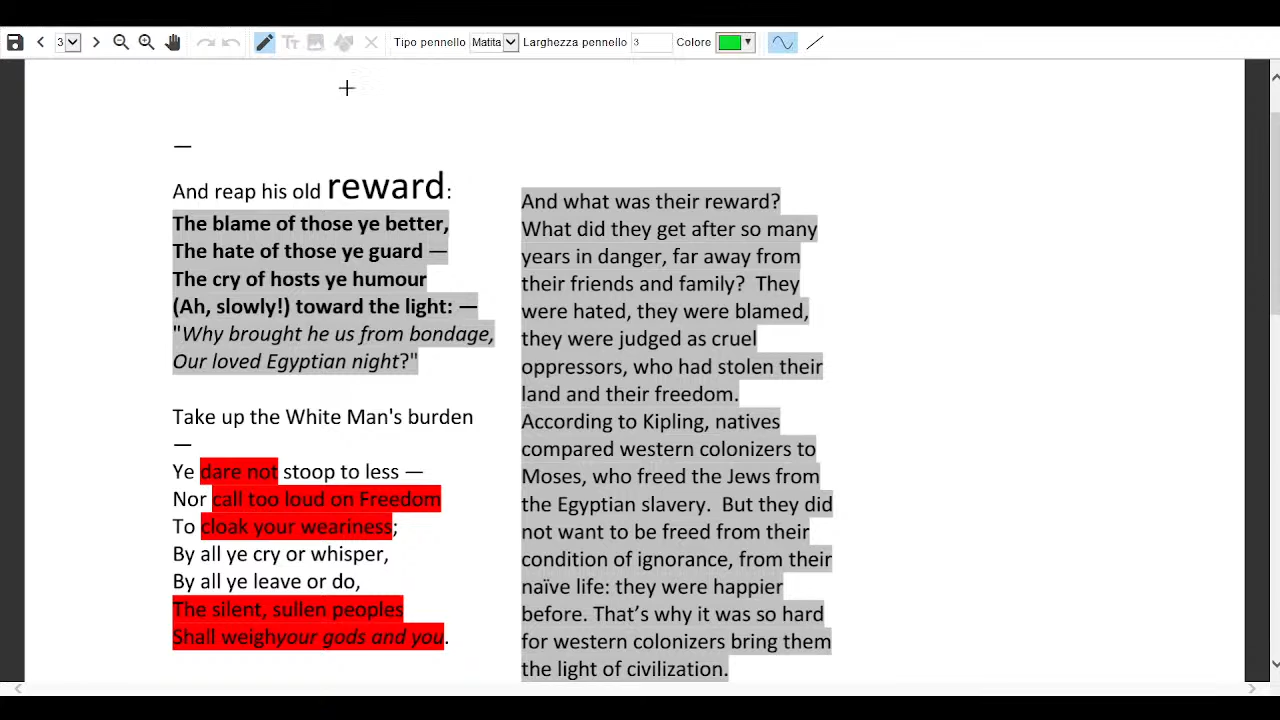 3
Tipo pennello Matita Larghezza pennello 3 Colore
—
And reap his old reward:
The blame of those ye better,
The hate of those ye guard —
The cry of hosts ye humour
(Ah, slowly!) toward the light: —
"Why brought he us from bondage,
Our loved Egyptian night?"
Take up the White Man's burden
—
Ye dare not stoop to less —
Nor call too loud on Freedom
To cloak your weariness;
By all ye cry or whisper,
By all ye leave or do,
The silent, sullen peoples
Shall weighyour gods and you.
And what was their reward?
What did they get after so many
years in danger, far away from
their friends and family?  They
were hated, they were blamed,
they were judged as cruel
oppressors, who had stolen their
land and their freedom.
According to Kipling, natives
compared western colonizers to
Moses, who freed the Jews from
the Egyptian slavery.  But they did
not want to be freed from their
condition of ignorance, from their
naïve life: they were happier
before. That’s why it was so hard
for western colonizers bring them
the light of civilization.